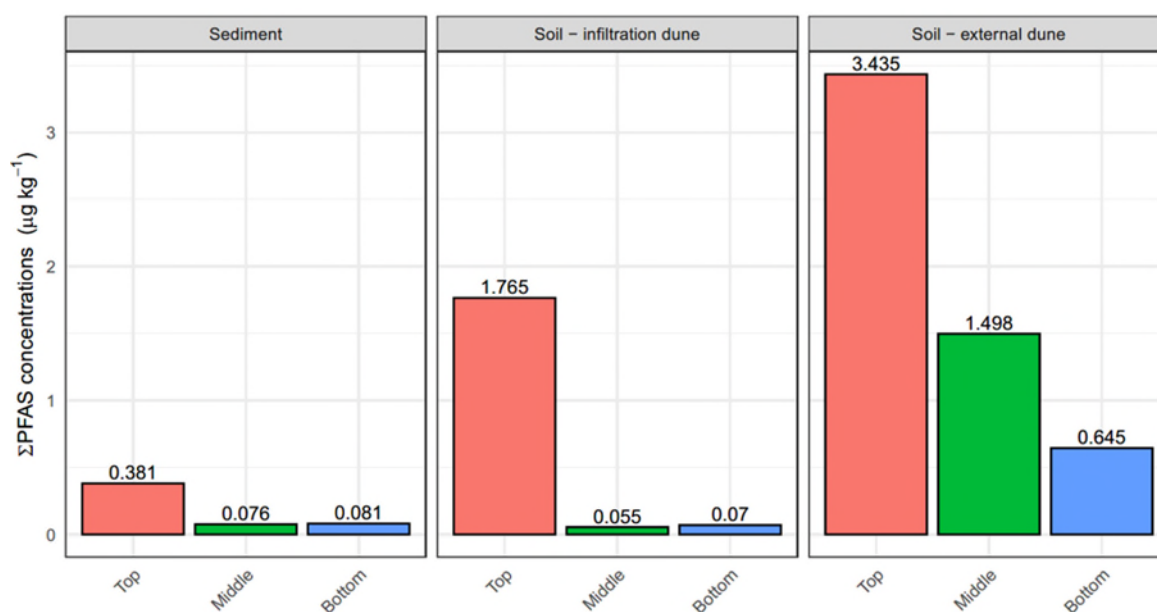 Sediment
Soil − infiltration dune
Soil − external dune
ΣPFAS concentrations (μg kg⁻¹)
3
2
1
0
0.381
0.076
0.081
1.765
0.055
0.07
3.435
1.498
0.645
Top
Middle
Bottom
Top
Middle
Bottom
Top
Middle
Bottom